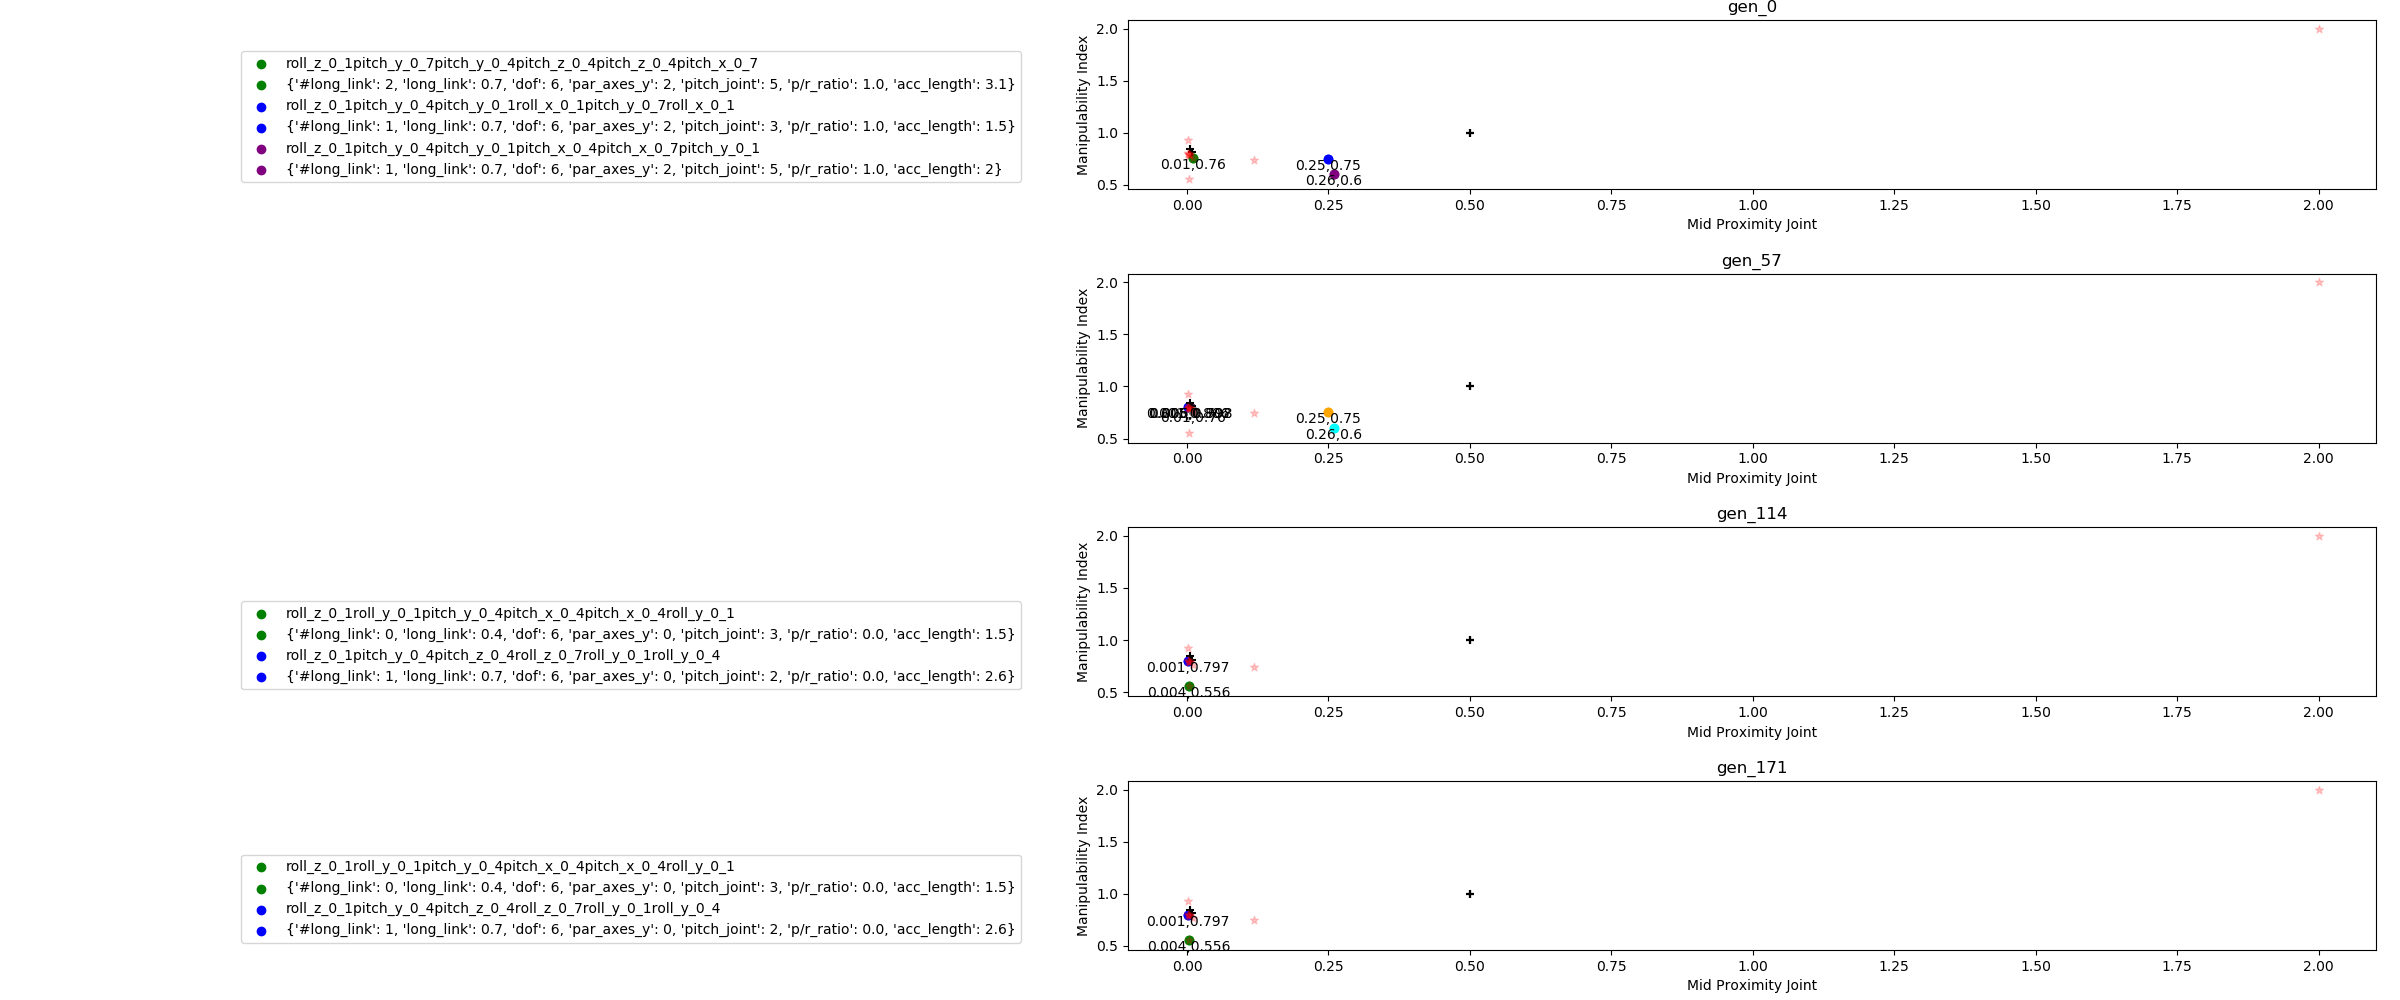 gen_0
roll_z_0_1pitch_y_0_7pitch_y_0_4pitch_z_0_4pitch_z_0_4pitch_x_0_7
{'#long_link': 2, 'long_link': 0.7, 'dof': 6, 'par_axes_y': 2, 'pitch_joint': 5, 'p/r_ratio': 1.0, 'acc_length': 3.1}
roll_z_0_1pitch_y_0_4pitch_y_0_1roll_x_0_1pitch_y_0_7roll_x_0_1
{'#long_link': 1, 'long_link': 0.7, 'dof': 6, 'par_axes_y': 2, 'pitch_joint': 3, 'p/r_ratio': 1.0, 'acc_length': 1.5}
roll_z_0_1pitch_y_0_4pitch_y_0_1pitch_x_0_4pitch_x_0_7pitch_y_0_1
{'#long_link': 1, 'long_link': 0.7, 'dof': 6, 'par_axes_y': 2, 'pitch_joint': 5, 'p/r_ratio': 1.0, 'acc_length': 2}
Manipulability Index
2.0
1.5
1.0
0.5
0.01,0.76
0.25,0.75
0.26,0.6
0.00 0.25 0.50 0.75 1.00 1.25 1.50 1.75 2.00
Mid Proximity Joint
gen_57
Manipulability Index
2.0
1.5
1.0
0.5
0.01,0.76
0.25,0.75
0.26,0.6
0.00 0.25 0.50 0.75 1.00 1.25 1.50 1.75 2.00
Mid Proximity Joint
gen_114
roll_z_0_1roll_y_0_1pitch_y_0_4pitch_x_0_4pitch_x_0_4roll_y_0_1
{'#long_link': 0, 'long_link': 0.4, 'dof': 6, 'par_axes_y': 0, 'pitch_joint': 3, 'p/r_ratio': 0.0, 'acc_length': 1.5}
roll_z_0_1pitch_y_0_4pitch_z_0_4roll_z_0_7roll_y_0_1roll_y_0_4
{'#long_link': 1, 'long_link': 0.7, 'dof': 6, 'par_axes_y': 0, 'pitch_joint': 2, 'p/r_ratio': 0.0, 'acc_length': 2.6}
Manipulability Index
2.0
1.5
1.0
0.5
0.001,0.797
0.004,0.556
0.00 0.25 0.50 0.75 1.00 1.25 1.50 1.75 2.00
Mid Proximity Joint
gen_171
roll_z_0_1roll_y_0_1pitch_y_0_4pitch_x_0_4pitch_x_0_4roll_y_0_1
{'#long_link': 0, 'long_link': 0.4, 'dof': 6, 'par_axes_y': 0, 'pitch_joint': 3, 'p/r_ratio': 0.0, 'acc_length': 1.5}
roll_z_0_1pitch_y_0_4pitch_z_0_4roll_z_0_7roll_y_0_1roll_y_0_4
{'#long_link': 1, 'long_link': 0.7, 'dof': 6, 'par_axes_y': 0, 'pitch_joint': 2, 'p/r_ratio': 0.0, 'acc_length': 2.6}
Manipulability Index
2.0
1.5
1.0
0.5
0.001,0.797
0.004,0.556
0.00 0.25 0.50 0.75 1.00 1.25 1.50 1.75 2.00
Mid Proximity Joint